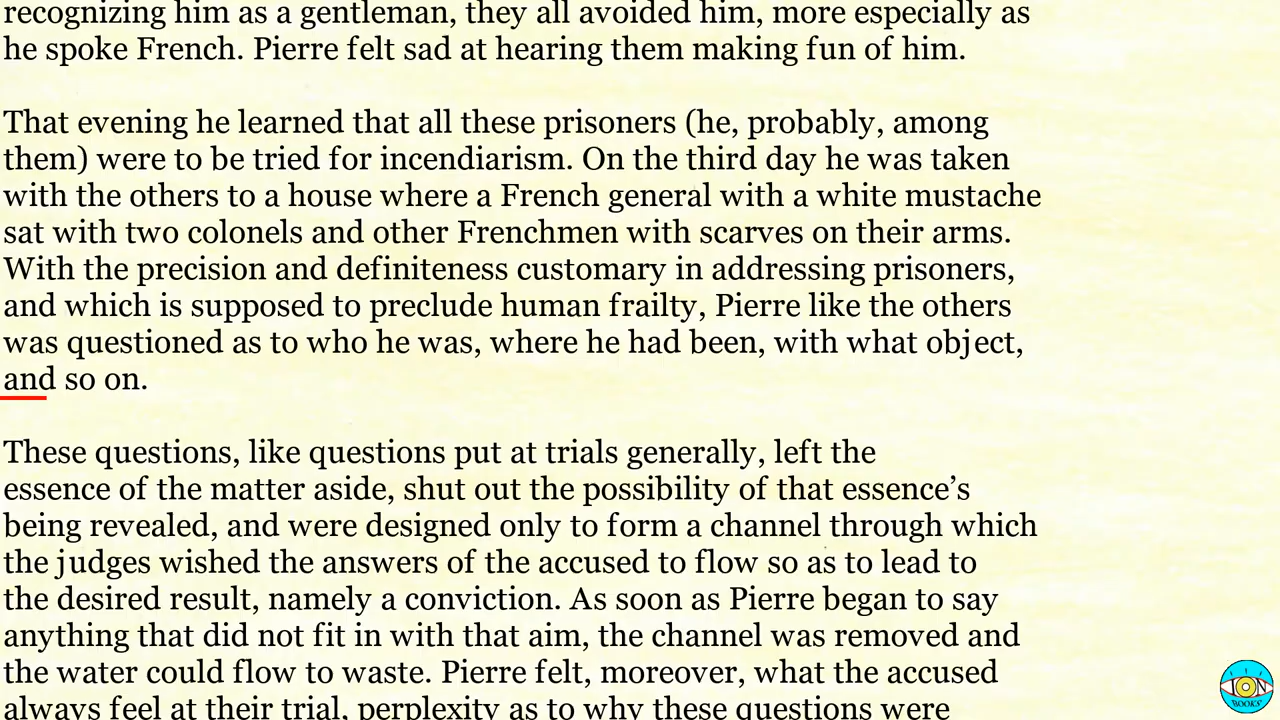 recognizing him as a gentleman, they all avoided him, more especially as
he spoke French. Pierre felt sad at hearing them making fun of him.
That evening he learned that all these prisoners (he, probably, among
them) were to be tried for incendiarism. On the third day he was taken
with the others to a house where a French general with a white mustache
sat with two colonels and other Frenchmen with scarves on their arms.
With the precision and definiteness customary in addressing prisoners,
and which is supposed to preclude human frailty, Pierre like the others
was questioned as to who he was, where he had been, with what object,
and so on.
These questions, like questions put at trials generally, left the
essence of the matter aside, shut out the possibility of that essence’s
being revealed, and were designed only to form a channel through which
the judges wished the answers of the accused to flow so as to lead to
the desired result, namely a conviction. As soon as Pierre began to say
anything that did not fit in with that aim, the channel was removed and
the water could flow to waste. Pierre felt, moreover, what the accused
always feel at their trial, perplexity as to why these questions were
ION
BOOKS